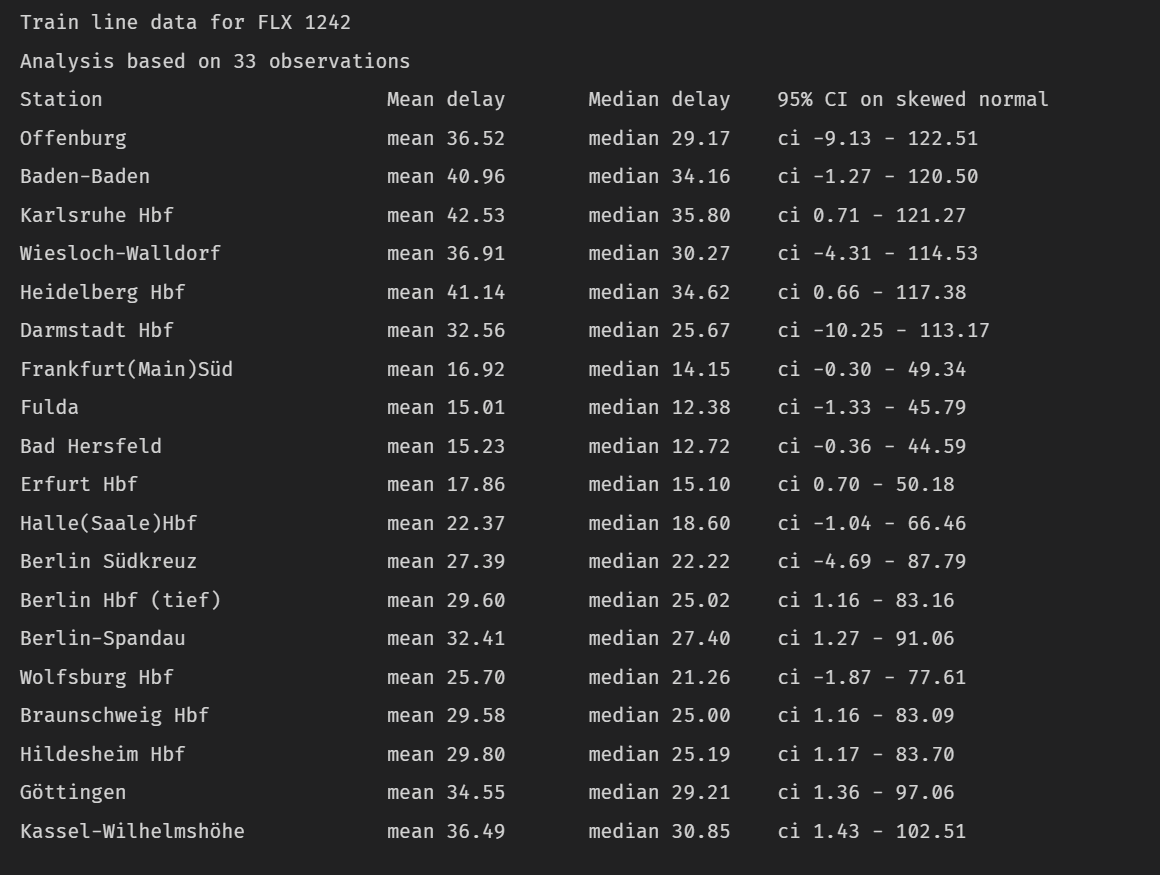 Train line data for FLX 1242
Analysis based on 33 observations
Station Mean delay Median delay 95% CI on skewed normal
Offenburg mean 36.52 median 29.17 ci -9.13 - 122.51
Baden-Baden mean 40.96 median 34.16 ci -1.27 - 120.50
Karlsruhe Hbf mean 42.53 median 35.80 ci 0.71 - 121.27
Wiesloch-Walldorf mean 36.91 median 30.27 ci -4.31 - 114.53
Heidelberg Hbf mean 41.14 median 34.62 ci 0.66 - 117.38
Darmstadt Hbf mean 32.56 median 25.67 ci -10.25 - 113.17
Frankfurt(Main)Süd mean 16.92 median 14.15 ci -0.30 - 49.34
Fulda mean 15.01 median 12.38 ci -1.33 - 45.79
Bad Hersfeld mean 15.23 median 12.72 ci -0.36 - 44.59
Erfurt Hbf mean 17.86 median 15.10 ci 0.70 - 50.18
Halle(Saale)Hbf mean 22.37 median 18.60 ci -1.04 - 66.46
Berlin Südkreuz mean 27.39 median 22.22 ci -4.69 - 87.79
Berlin Hbf (tief) mean 29.60 median 25.02 ci 1.16 - 83.16
Berlin-Spandau mean 32.41 median 27.40 ci 1.27 - 91.06
Wolfsburg Hbf mean 25.70 median 21.26 ci -1.87 - 77.61
Braunschweig Hbf mean 29.58 median 25.00 ci 1.16 - 83.09
Hildesheim Hbf mean 29.80 median 25.19 ci 1.17 - 83.70
Göttingen mean 34.55 median 29.21 ci 1.36 - 97.06
Kassel-Wilhelmshöhe mean 36.49 median 30.85 ci 1.43 - 102.51